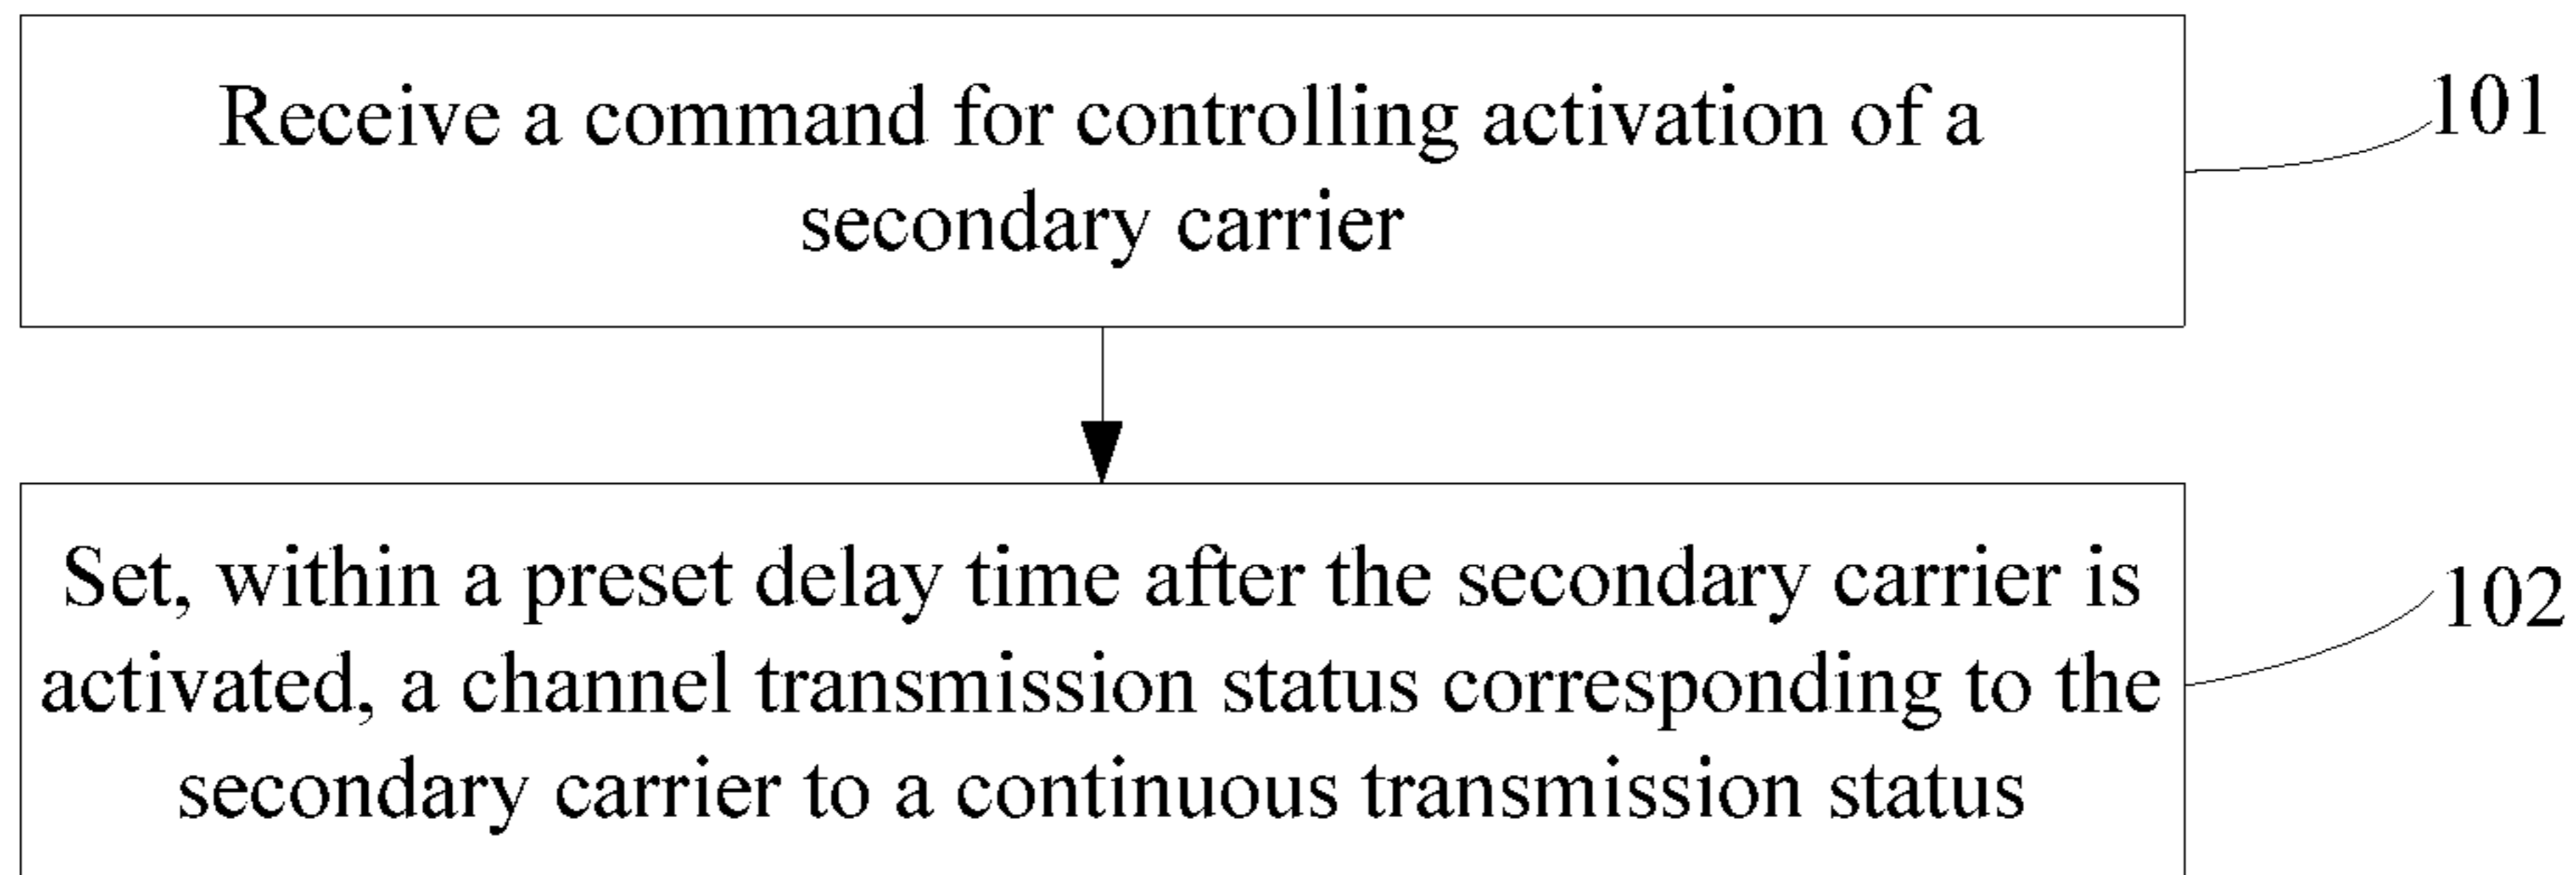 Receive a command for controlling activation of a
secondary carrier
101
Set, within a preset delay time after the secondary carrier is
activated, a channel transmission status corresponding to the
secondary carrier to a continuous transmission status
102